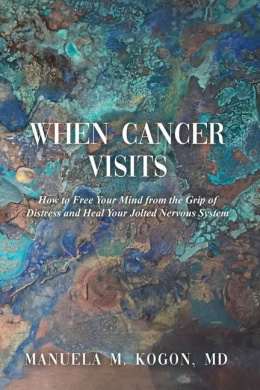 WHEN CANCER
VISITS
How to Free Your Mind from the Grip of
Distress and Heal Your Jolted Nervous System
MANUELA M. KOGON, MD